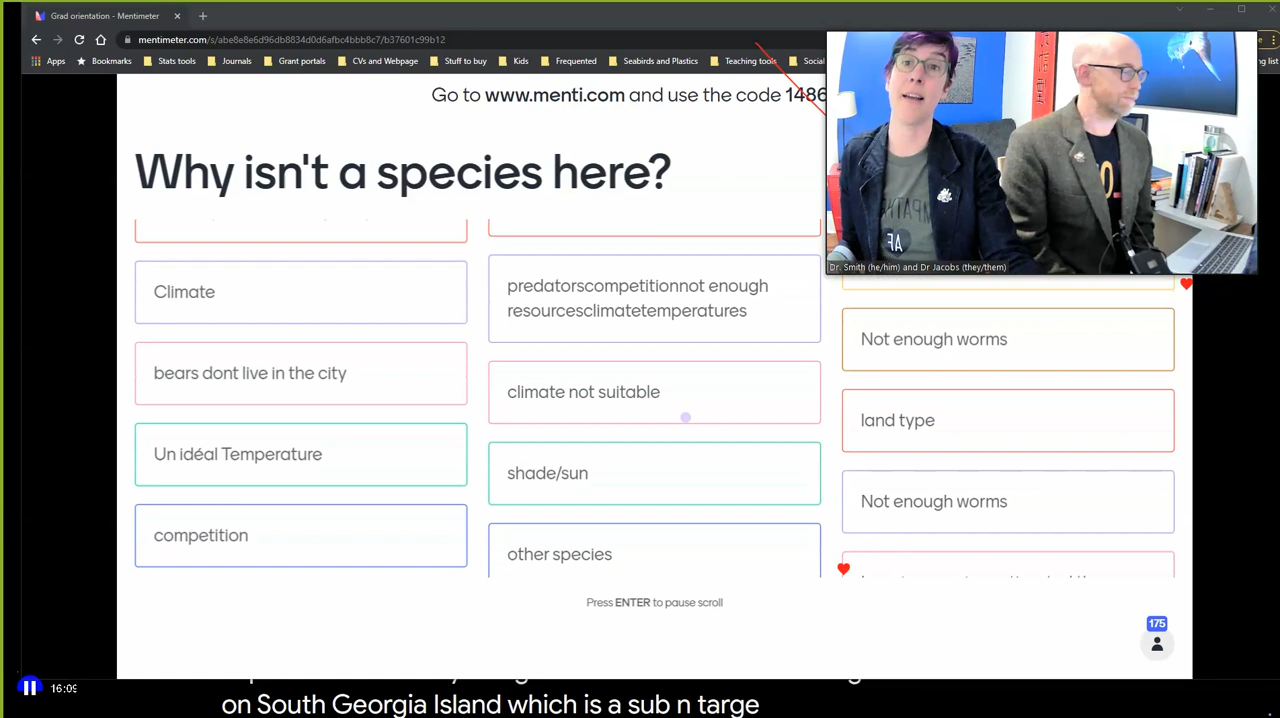 Grad orientation - Mentimeter
mentimeter.com/s/abe8e8e6d96db8834d0d6afbc4bbb8c7/b37601c99b12
Apps Bookmarks Stats tools Journals Grant portals CVs and Webpage Stuff to buy Kids Frequented Seabirds and Plastics Teaching tools Social
Go to www.menti.com and use the code 1486
Why isn't a species here?
Climate
bears dont live in the city
Un idéal Temperature
competition
predatorscompetitionnot enough
resourcesclimatetemperatures
climate not suitable
shade/sun
other species
Not enough worms
land type
Not enough worms
Press ENTER to pause scroll
175
AF
Dr. Smith (he/him) and Dr Jacobs (they/them)
16:09
on South Georgia Island which is a sub n targe